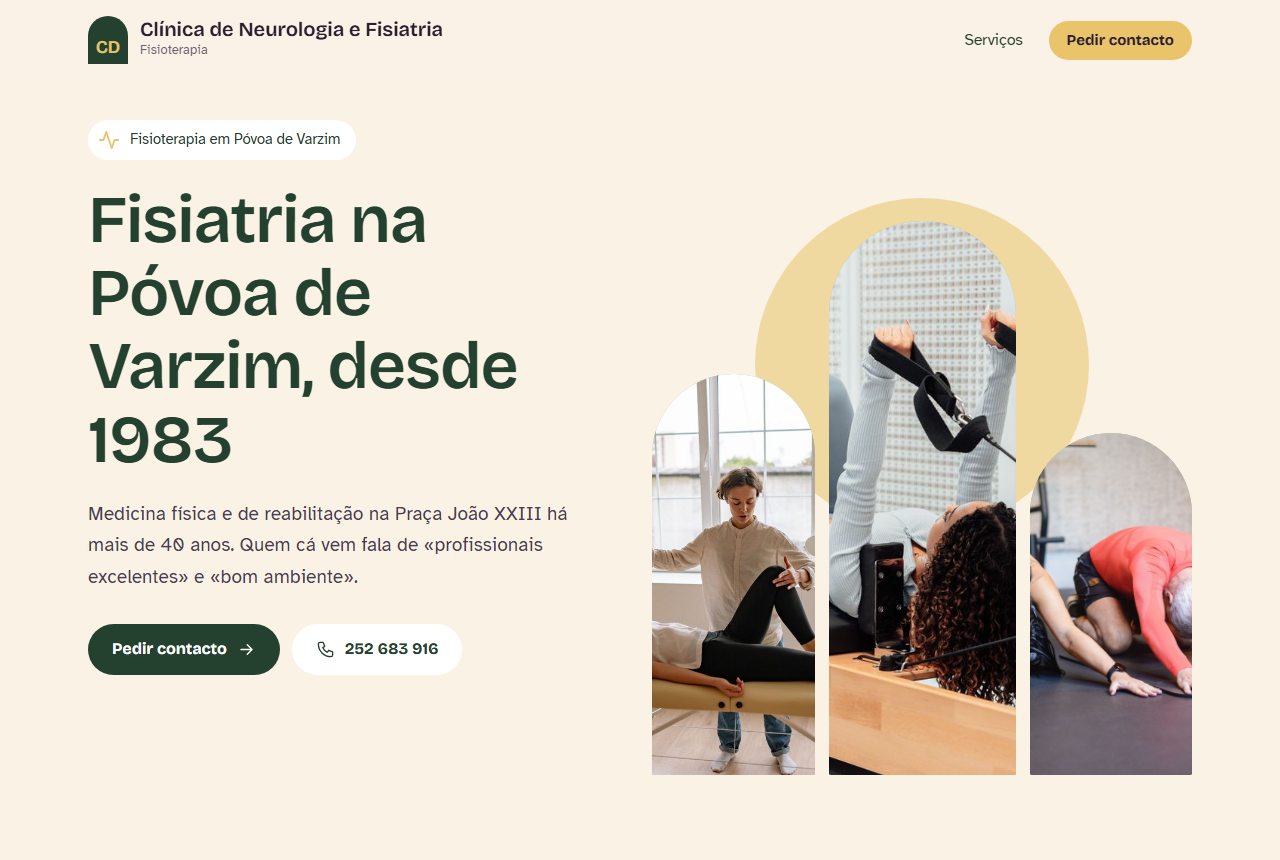 CD
Clínica de Neurologia e Fisiatria
Fisioterapia
Serviços
Pedir contacto
Fisioterapia em Póvoa de Varzim
Fisiatria na
Póvoa de
Varzim, desde
1983
Medicina física e de reabilitação na Praça João XXIII há
mais de 40 anos. Quem cá vem fala de «profissionais
excelentes» e «bom ambiente».
Pedir contacto
252 683 916